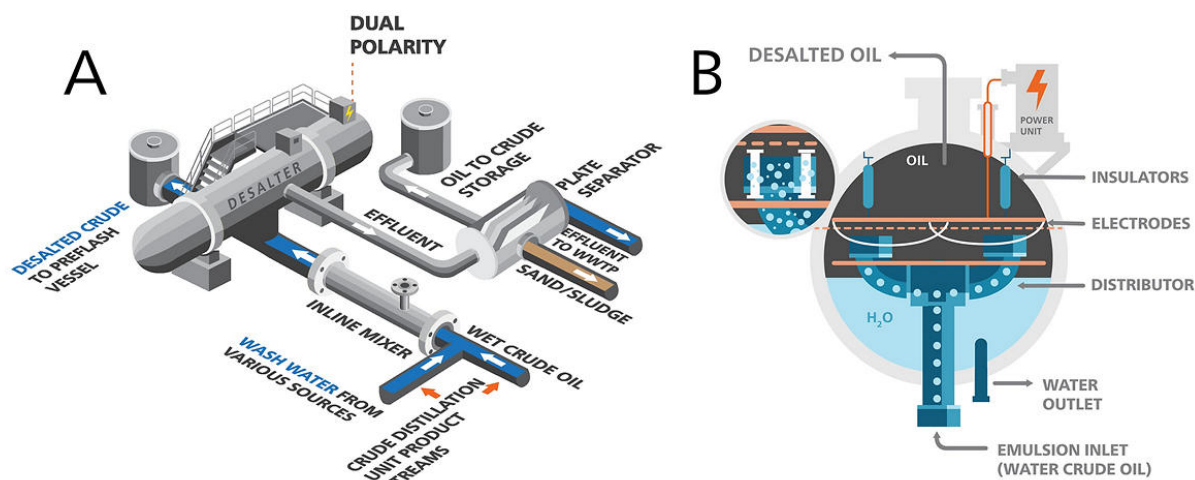 A
DUAL
POLARITY
DESALTER
DESALTED CRUDE
TO PREFLASH
VESSEL
OIL TO CRUDE
STORAGE
PLATE
SEPARATOR
EFFLUENT
EFFLUENT
TO WWTP
SAND/SLUDGE
INLINE MIXER
WET CRUDE OIL
WASH WATER FROM
VARIOUS SOURCES
CRUDE DISTILLATION
UNIT PRODUCT
TREAMS
B
DESALTED OIL
POWER
UNIT
OIL
INSULATORS
ELECTRODES
DISTRIBUTOR
H₂O
WATER
OUTLET
EMULSION INLET
(WATER CRUDE OIL)